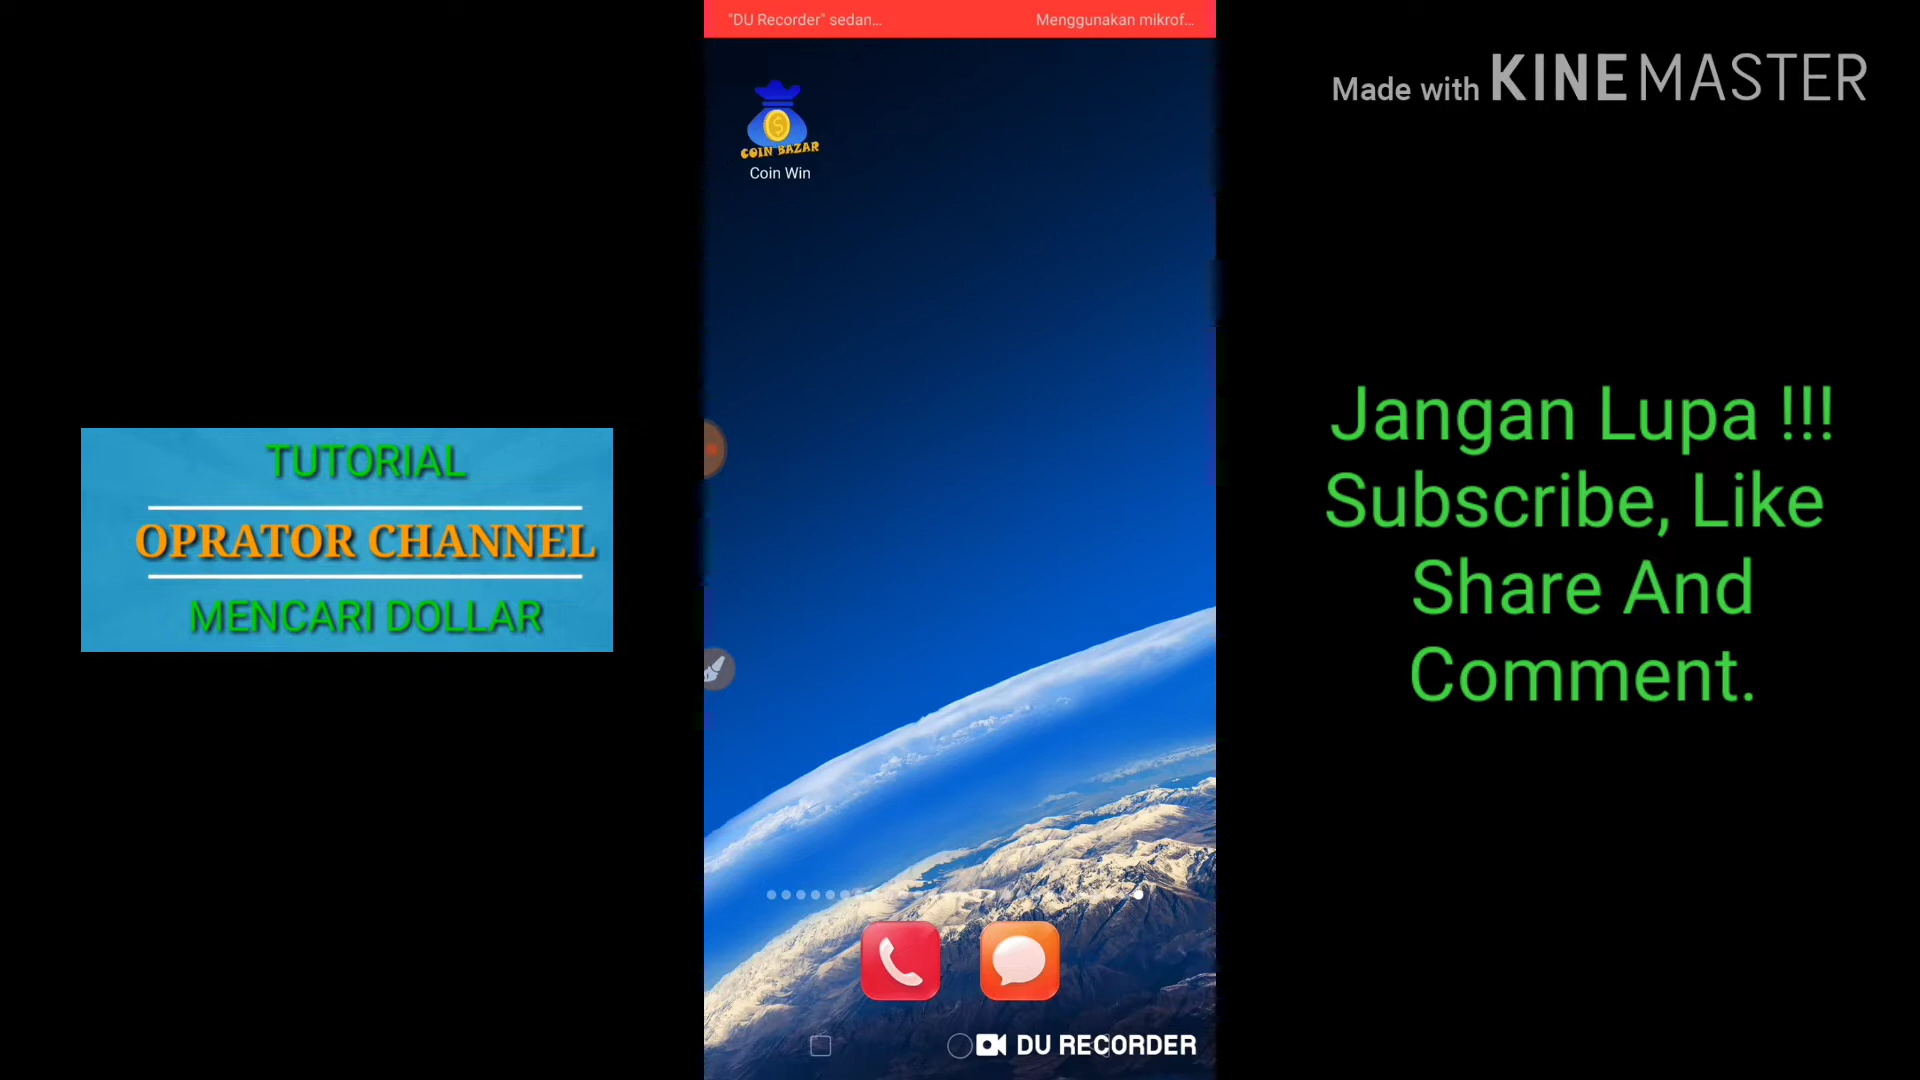 "DU Recorder" sedan...
Menggunakan mikrof...
COIN BAZAR
Coin Win
Made with KINEMASTER
TUTORIAL
OPRATOR CHANNEL
MENCARI DOLLAR
Jangan Lupa !!!
Subscribe, Like
Share And
Comment.
DU RECORDER